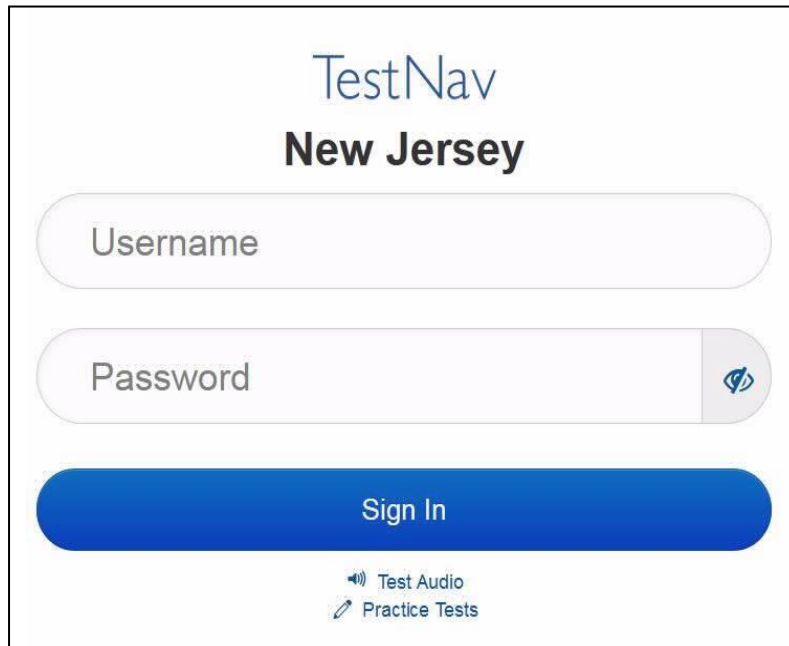 TestNav
New Jersey
Username
Password
Sign In
Test Audio
Practice Tests